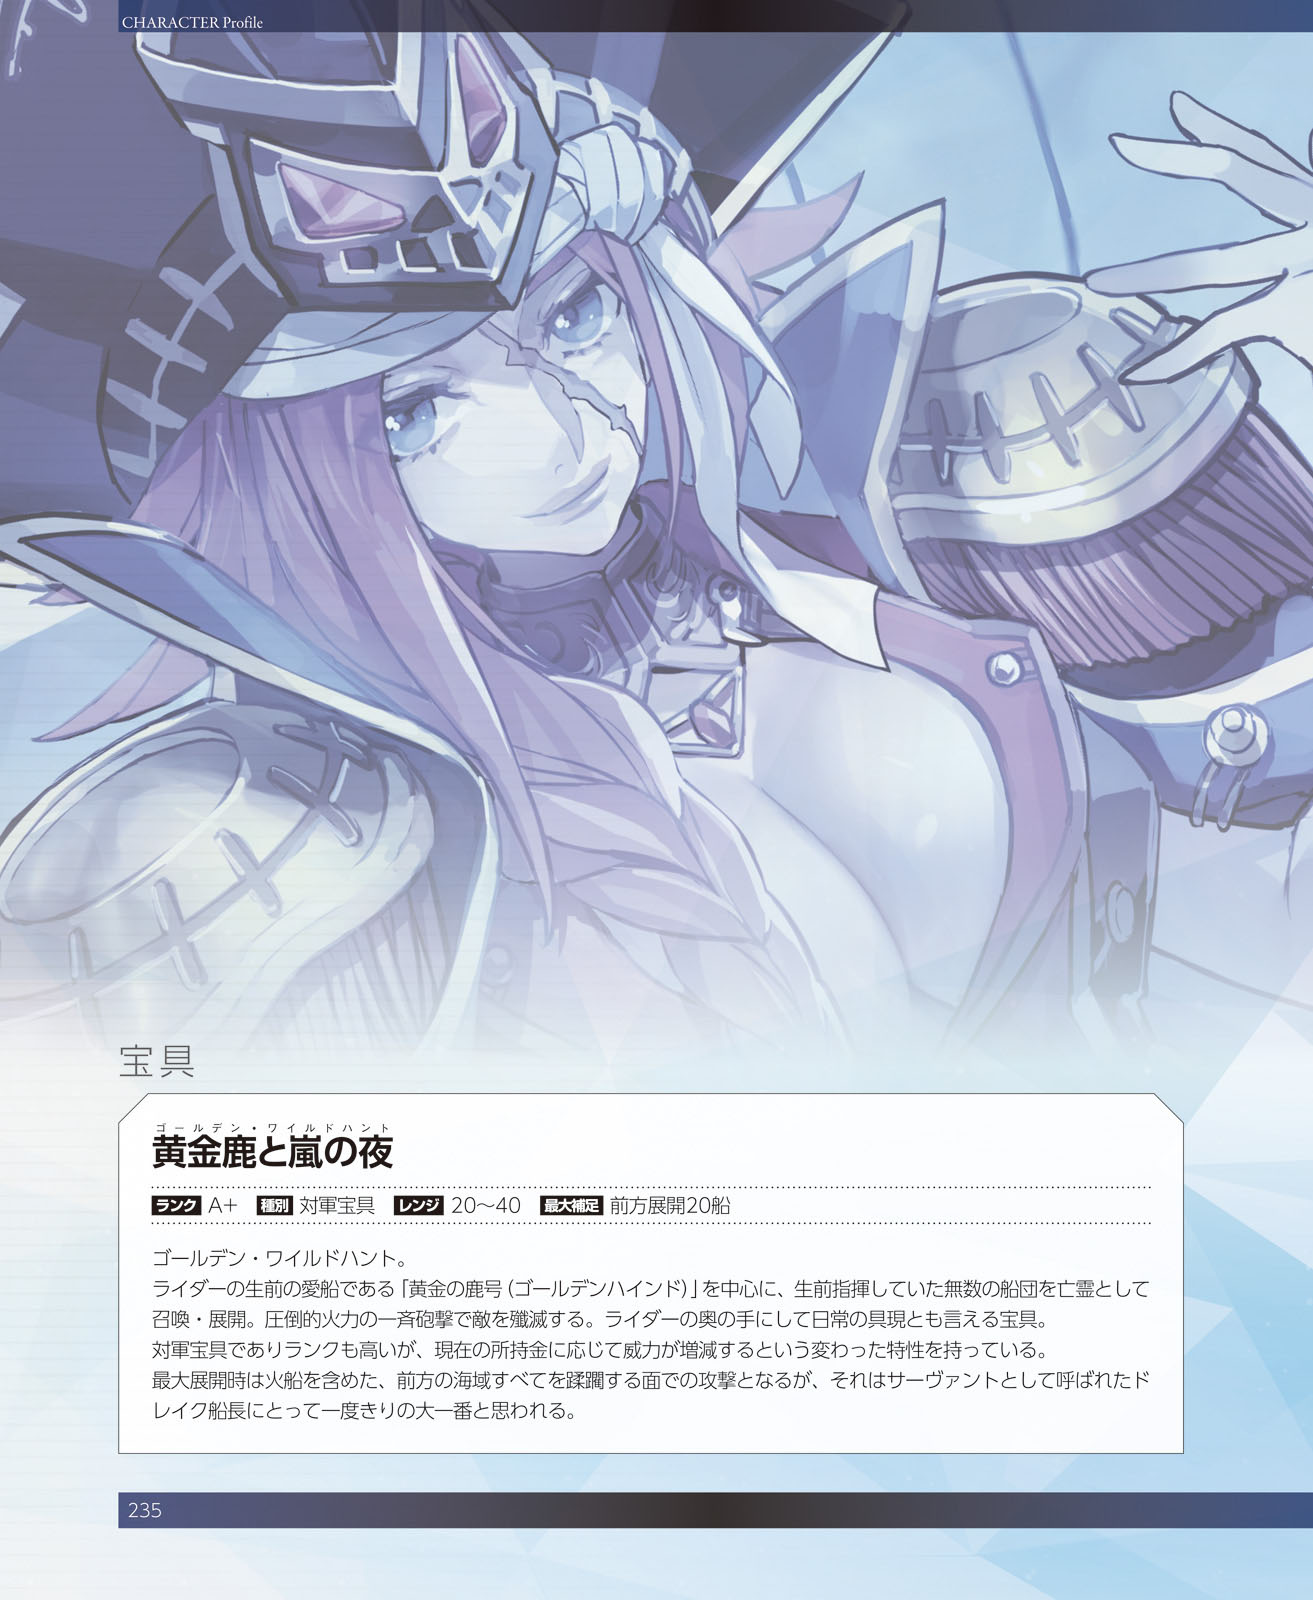 CHARACTER Profile
宝具
ゴールデン・ワイルドハント
黄金鹿と嵐の夜
ランク A+ 種別 対軍宝具 レンジ 20～40 最大補足 前方展開20船
ゴールデン・ワイルドハント。
ライダーの生前の愛船である「黄金の鹿号（ゴールデンハインド）」を中心に、生前指揮していた無数の船団を亡霊として
召喚・展開。圧倒的火力の一斉砲撃で敵を殲滅する。ライダーの奥の手にして日常の具現とも言える宝具。
対軍宝具でありランクも高いが、現在の所持金に応じて威力が増減するという変わった特性を持っている。
最大展開時は火船を含めた、前方の海域すべてを蹂躙する面での攻撃となるが、それはサーヴァントとして呼ばれたド
レイク船長にとって一度きりの大一番と思われる。
235